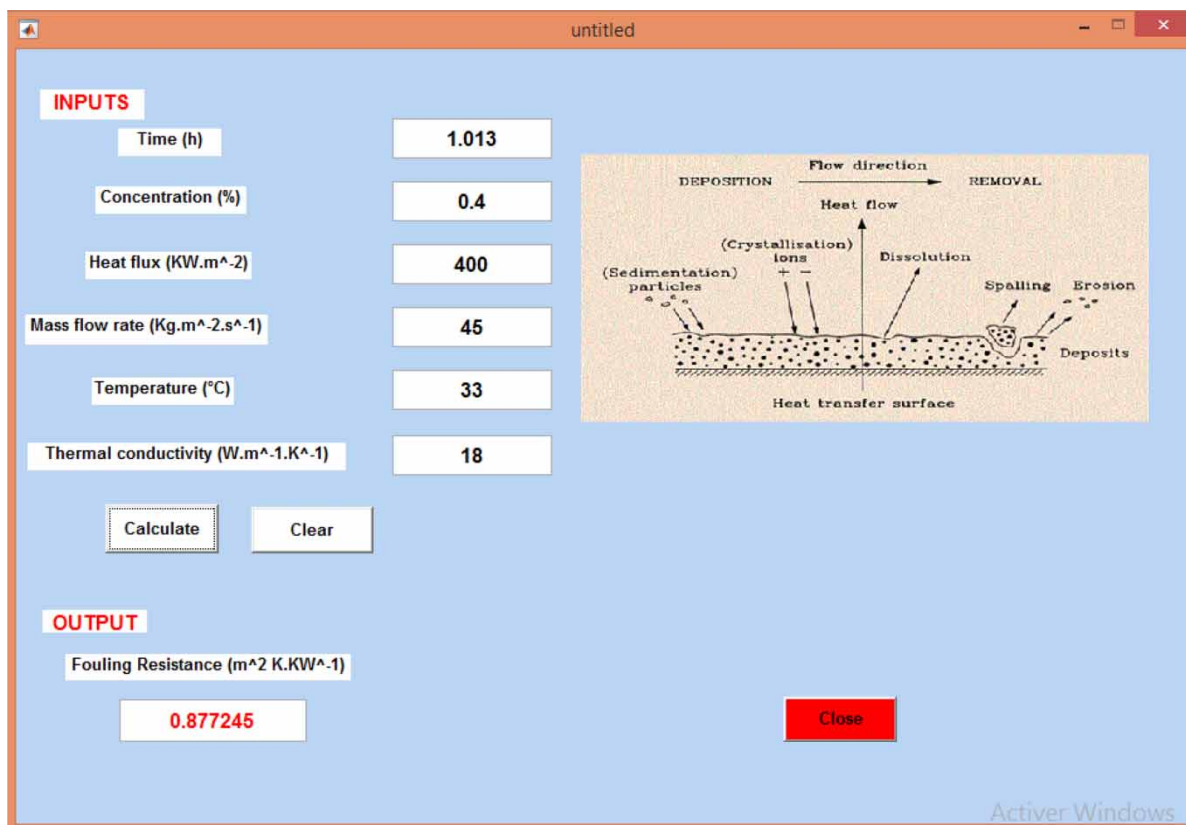 untitled
INPUTS
Time (h)
1.013
Concentration (%)
0.4
Heat flux (KW.m^-2)
400
Mass flow rate (Kg.m^-2.s^-1)
45
Temperature (°C)
33
Thermal conductivity (W.m^-1.K^-1)
18
Calculate
Clear
Flow direction
DEPOSITION
REMOVAL
Heat flow
(Crystallisation)
ions
+ −
Dissolution
(Sedimentation)
particles
Spalling
Erosion
Deposits
Heat transfer surface
OUTPUT
Fouling Resistance (m^2 K.KW^-1)
0.877245
Close
Activer Windows